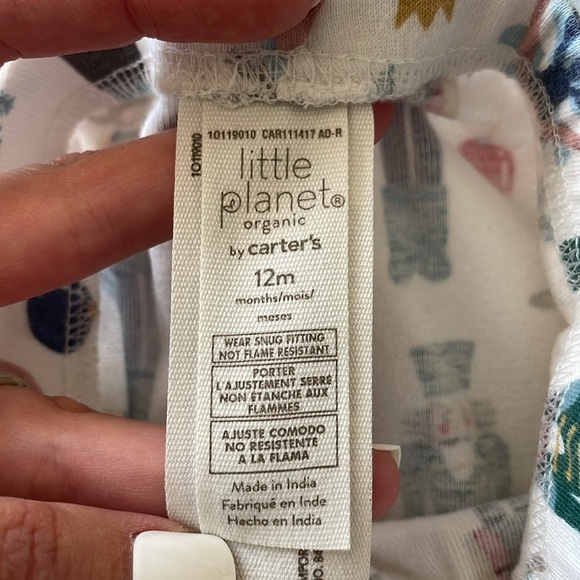 10119010 CAR111417 AD-R
10119010
little
planet®
organic
by carter's
12m
months/mois/
meses
WEAR SNUG FITTING
NOT FLAME RESISTANT
PORTER
L'AJUSTEMENT SERRE
NON ÉTANCHE AUX
FLAMMES
AJUSTE COMODO
NO RESISTENTE
A LA FLAMA
Made in India
Fabriqué en Inde
Hecho en India